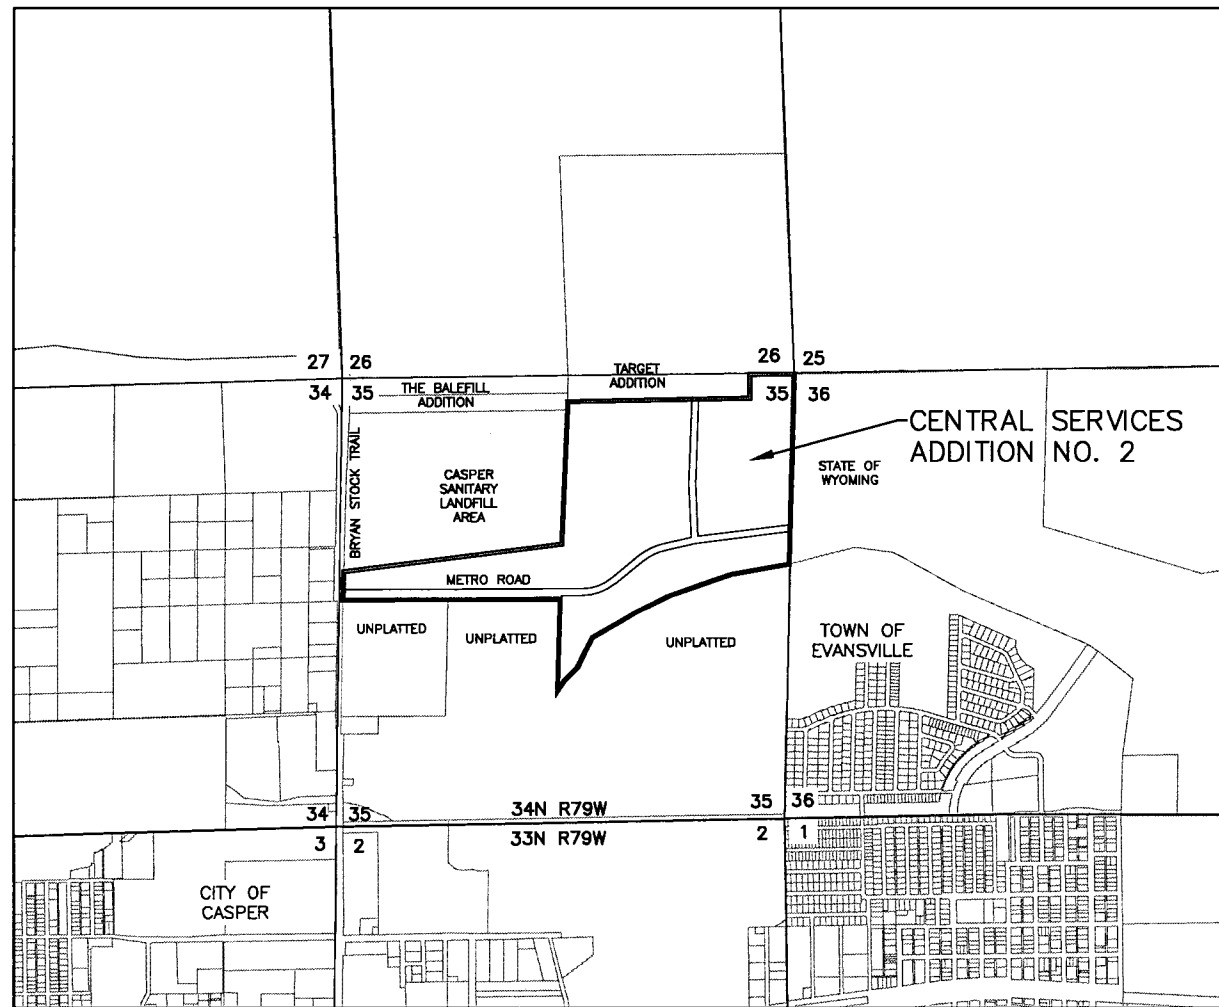 27 26
26 25
34 35
35 36
THE BALEFILL
ADDITION
TARGET
ADDITION
CENTRAL SERVICES
ADDITION NO. 2
BRYAN STOCK TRAIL
CASPER
SANITARY
LANDFILL
AREA
STATE OF
WYOMING
METRO ROAD
UNPLATTED
UNPLATTED
UNPLATTED
TOWN OF
EVANSVILLE
34 35
34N R79W
35 36
3 2
33N R79W
2 1
CITY OF
CASPER